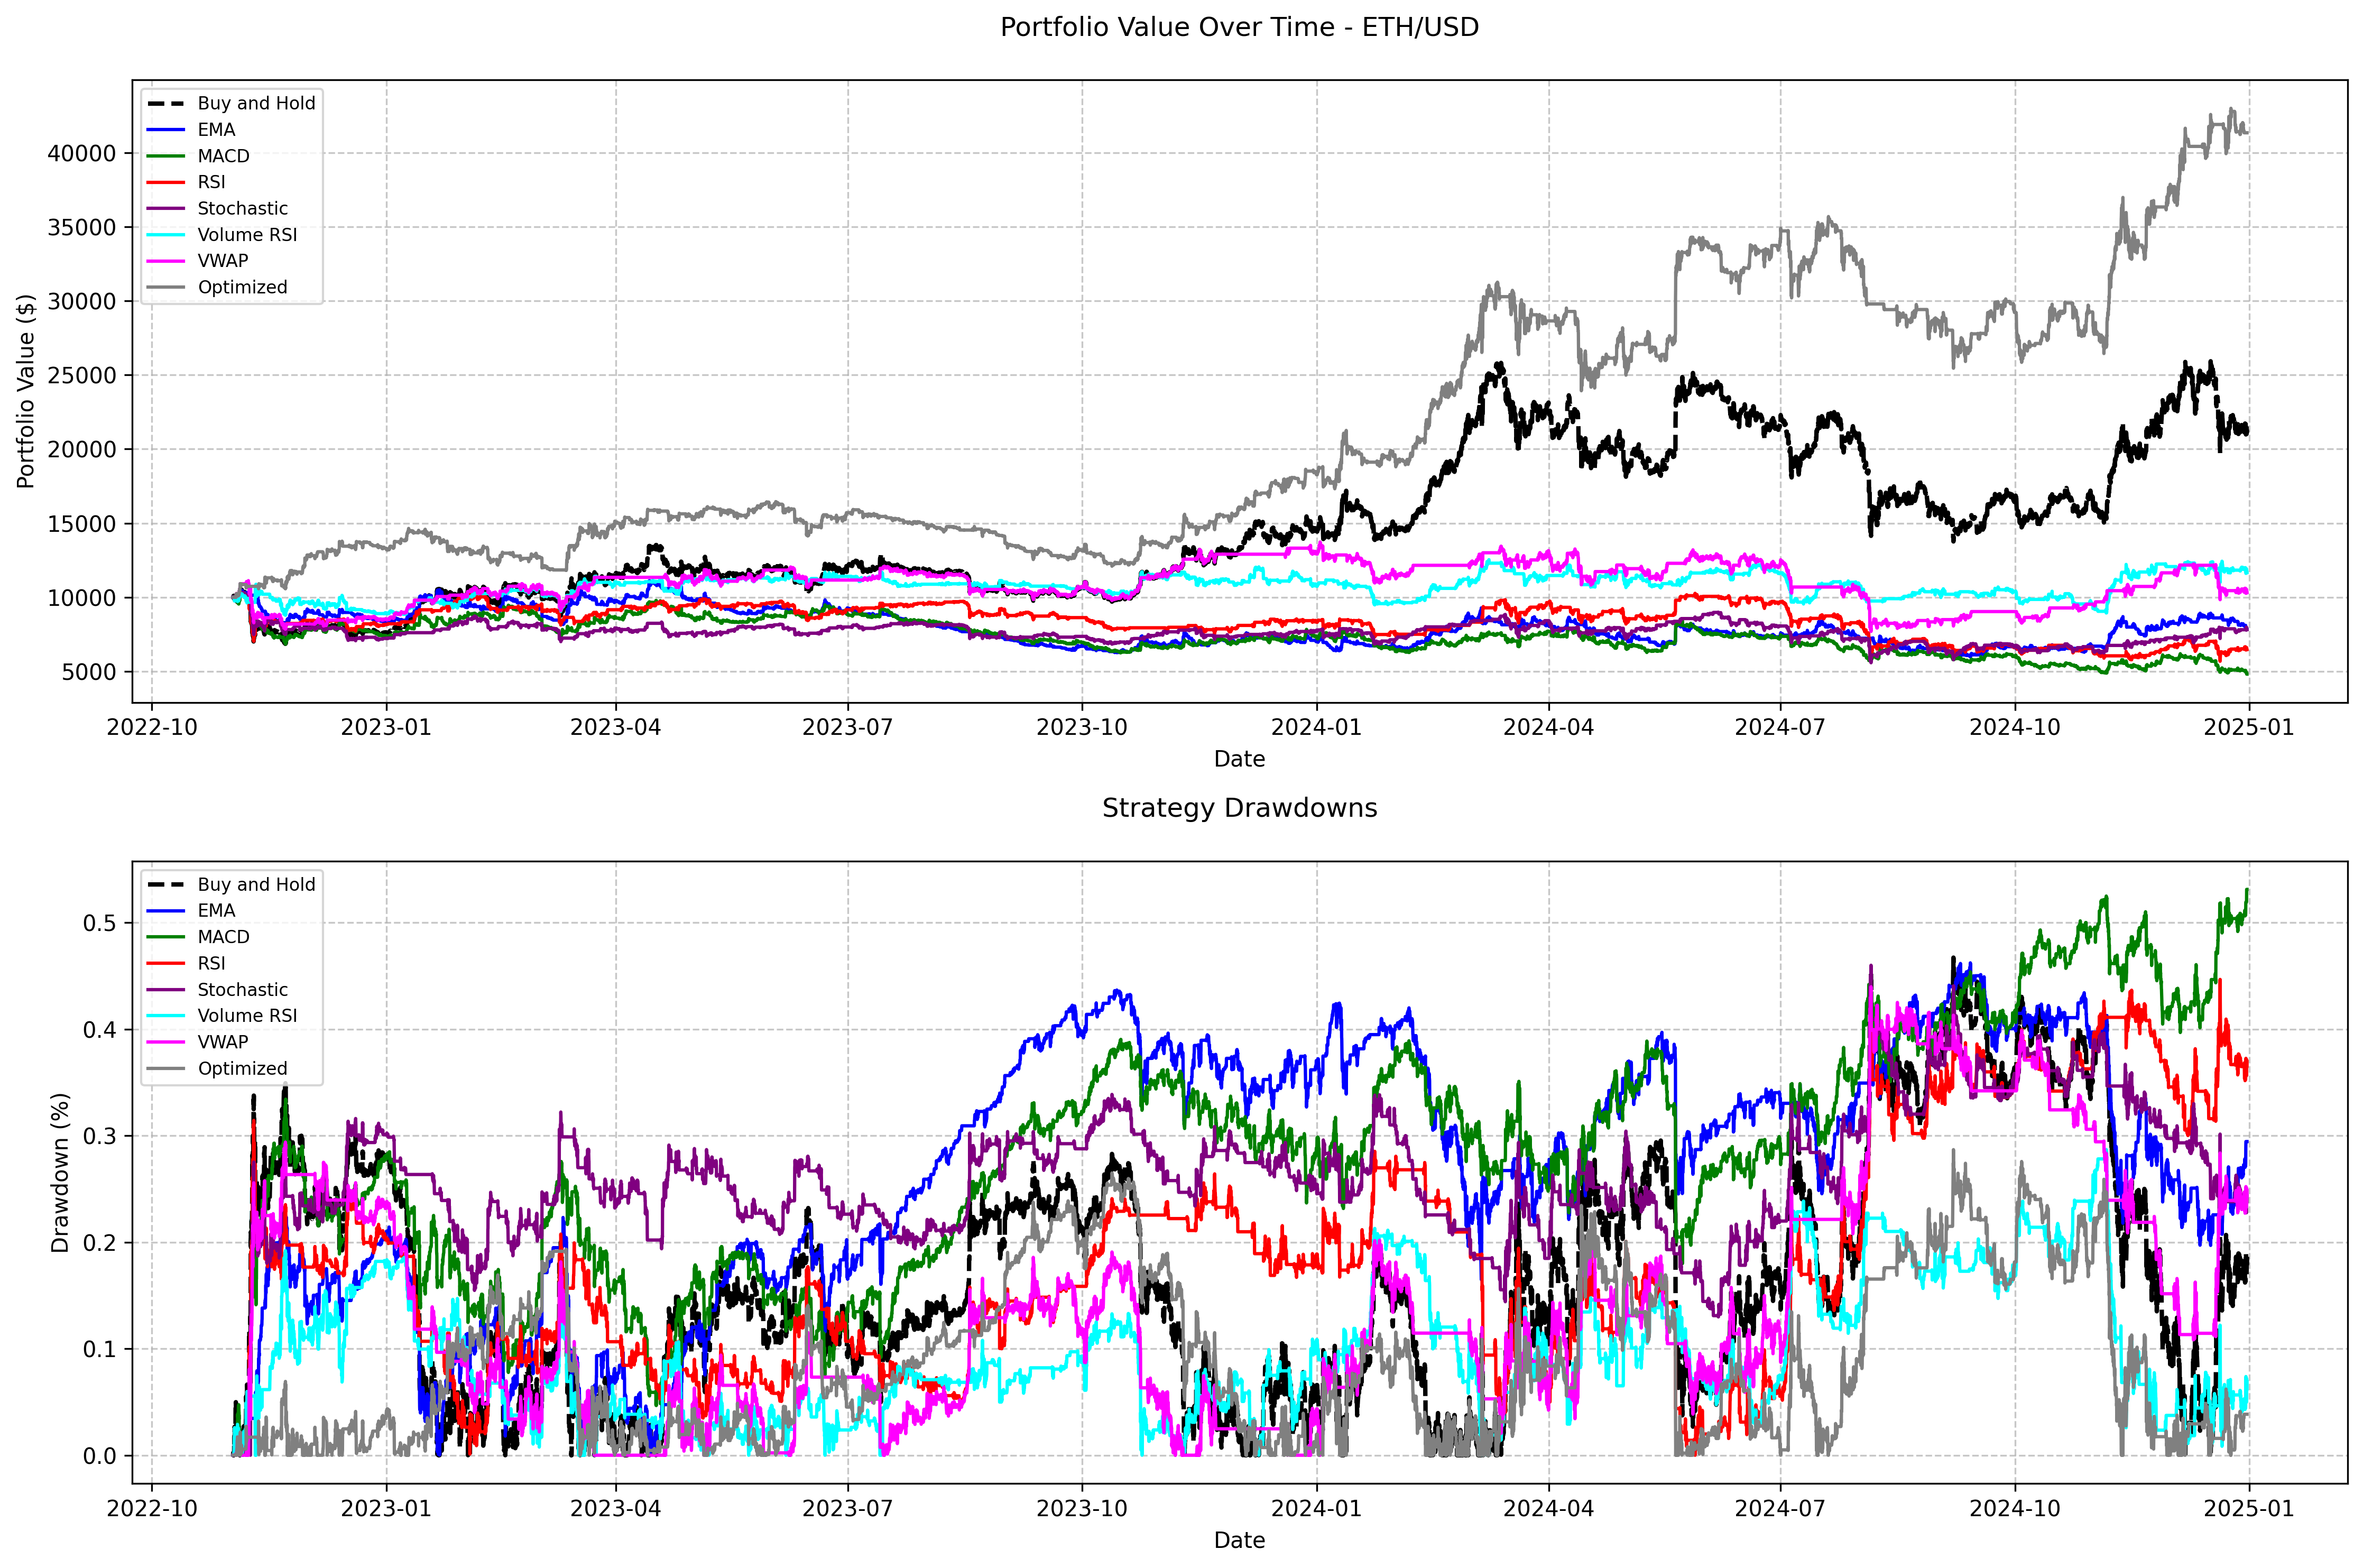 Portfolio Value Over Time - ETH/USD
Portfolio Value ($)
40000
35000
30000
25000
20000
15000
10000
5000
Buy and Hold
EMA
MACD
RSI
Stochastic
Volume RSI
VWAP
Optimized
2022-10 2023-01 2023-04 2023-07 2023-10 2024-01 2024-04 2024-07 2024-10 2025-01
Date
Strategy Drawdowns
Drawdown (%)
0.5
0.4
0.3
0.2
0.1
0.0
Buy and Hold
EMA
MACD
RSI
Stochastic
Volume RSI
VWAP
Optimized
2022-10 2023-01 2023-04 2023-07 2023-10 2024-01 2024-04 2024-07 2024-10 2025-01
Date